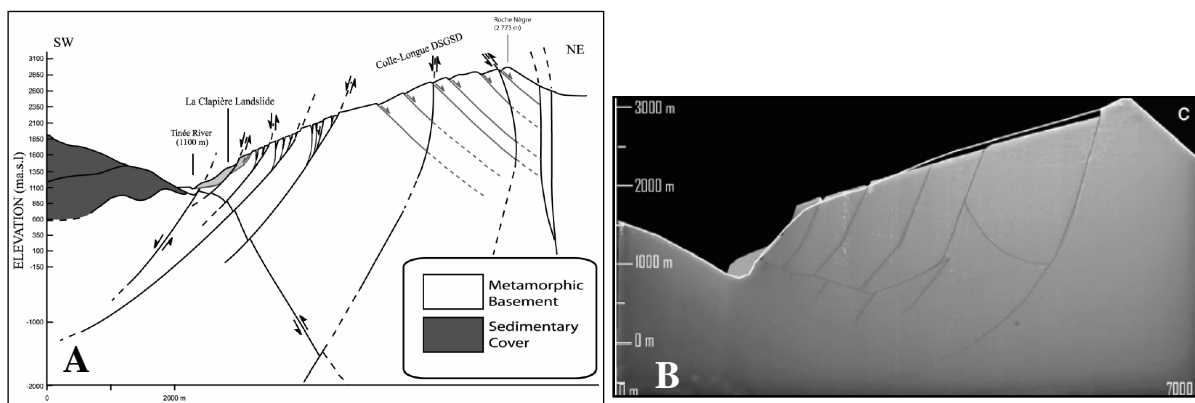 SW
Roche Nègre
(2 773 m)
NE
Colle-Longue DSGSD
La Clapière Landslide
Tinée River
(1100 m)
ELEVATION (ma.s.l)
3100
2850
2600
2350
2100
1850
1600
1350
1100
850
600
350
100
-150
-1000
-2000
0
2000 m
Metamorphic
Basement
Sedimentary
Cover
A
3000 m
C
2000 m
1000 m
0 m
m
B
7000